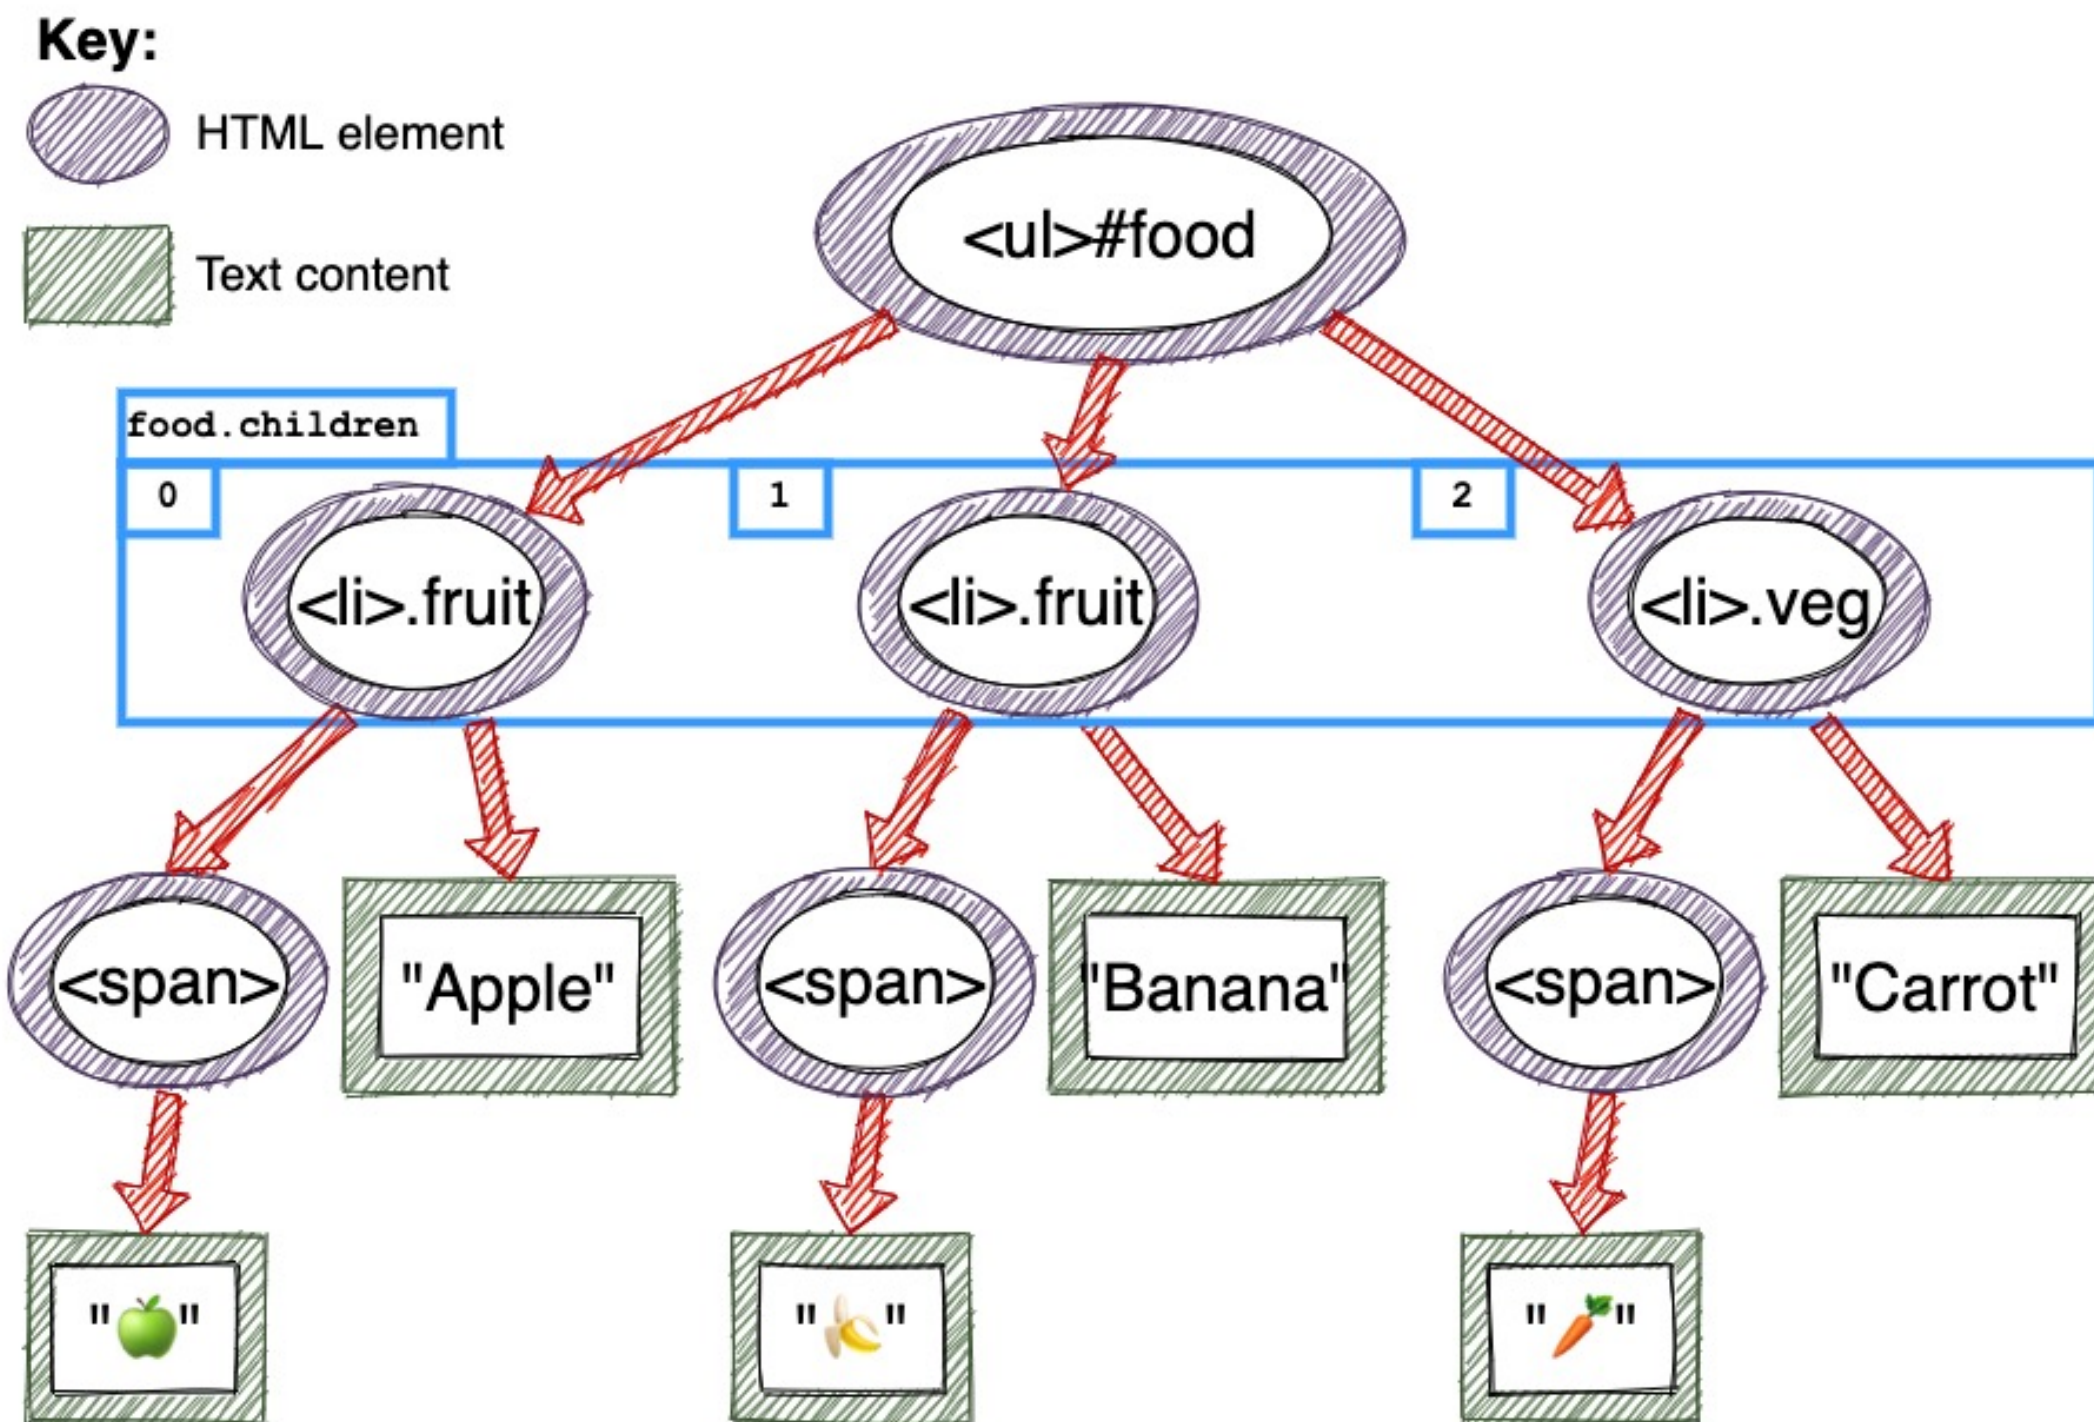 Key:
HTML element
Text content
<ul>#food
food.children
0
1
2
<li>.fruit
<li>.fruit
<li>.veg
<span>
"Apple"
<span>
"Banana"
<span>
"Carrot"
"🍏"
"🍌"
"🥕"